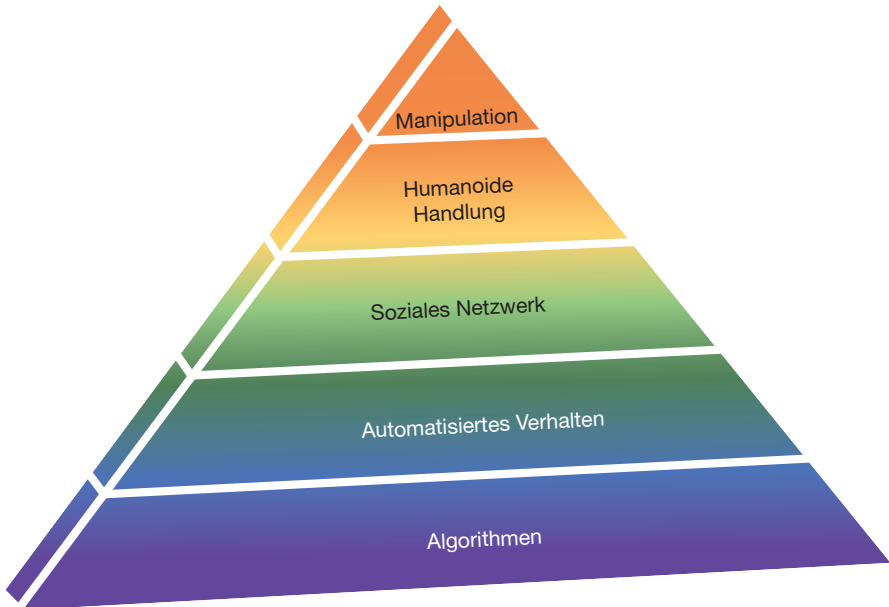 Manipulation
Humanoide
Handlung
Soziales Netzwerk
Automatisiertes Verhalten
Algorithmen